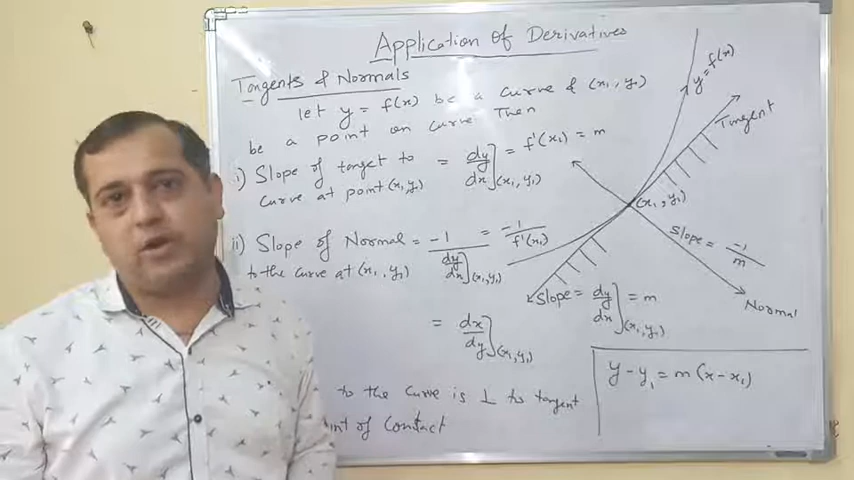 Application of Derivatives
Tangents & Normals
let y = f(x) be a curve & (x₁, y₁)
be a point on curve. Then
i) Slope of tanget to curve at point (x₁, y₁) = dy/dx](x₁, y₁) = f'(x₁) = m
ii) Slope of Normal to the curve at (x₁, y₁) = -1/(dy/dx](x₁, y₁)) = -1/f'(x₁)
= dx/dy](x₁, y₁)
to the curve is ⊥ to tangent
of Contact
y = f(x)
Tangent
(x₁, y₁)
Slope = -1/m
Normal
Slope = dy/dx](x₁, y₁) = m
y - y₁ = m (x - x₁)